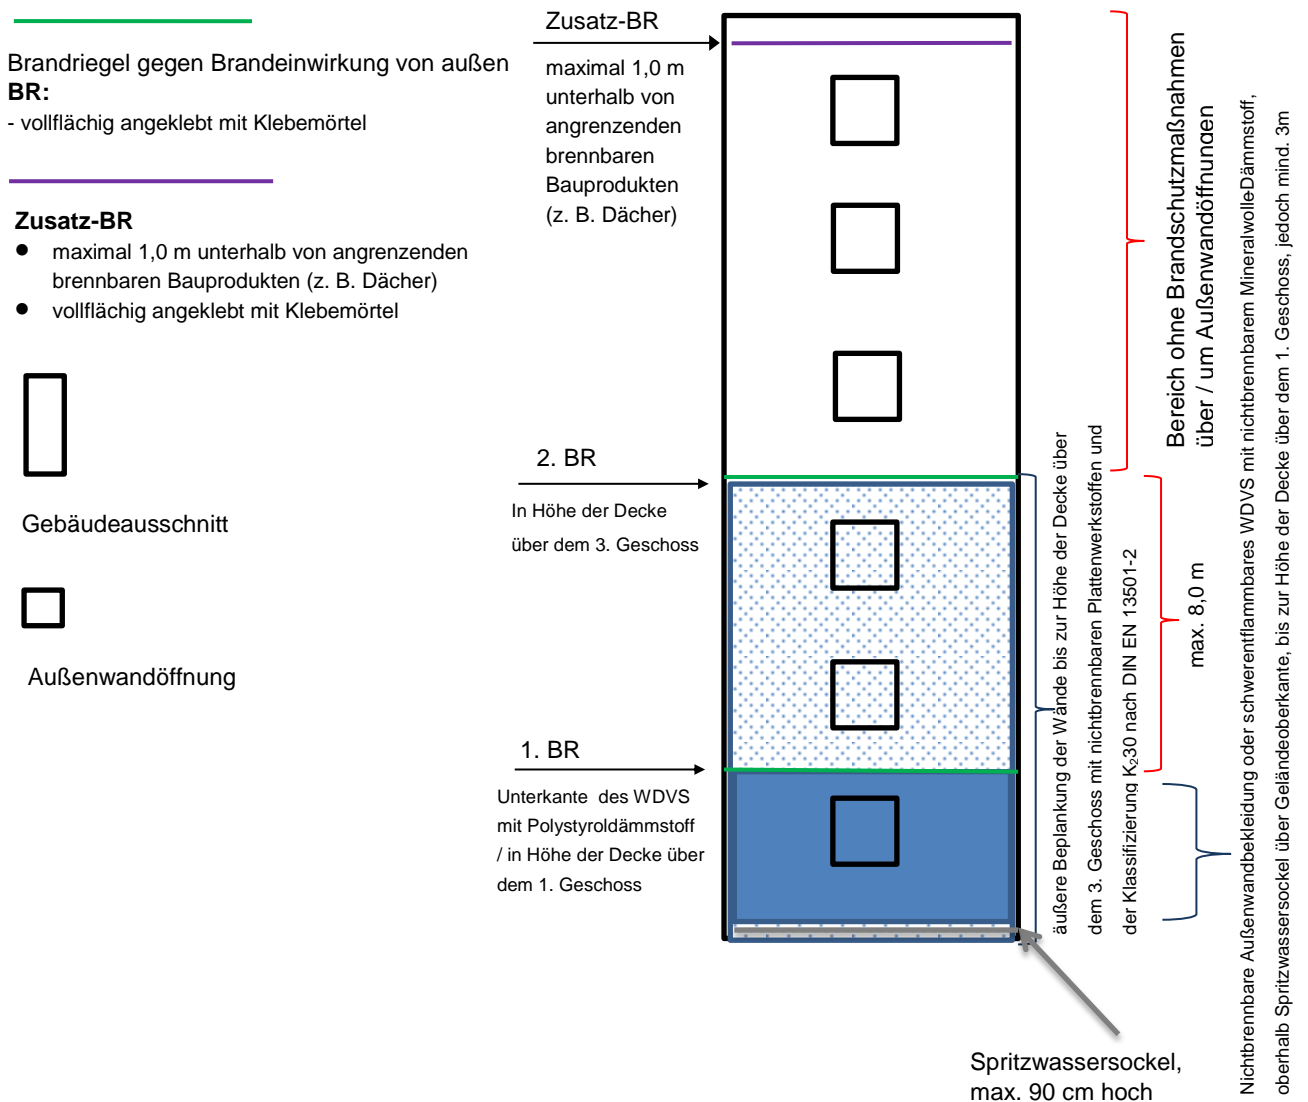 Brandriegel gegen Brandeinwirkung von außen
BR:
- vollflächig angeklebt mit Klebemörtel
Zusatz-BR
● maximal 1,0 m unterhalb von angrenzenden
brennbaren Bauprodukten (z. B. Dächer)
● vollflächig angeklebt mit Klebemörtel
Gebäudeausschnitt
Außenwandöffnung
Zusatz-BR
maximal 1,0 m
unterhalb von
angrenzenden
brennbaren
Bauprodukten
(z. B. Dächer)
2. BR
In Höhe der Decke
über dem 3. Geschoss
1. BR
Unterkante des WDVS
mit Polystyroldämmstoff
/ in Höhe der Decke über
dem 1. Geschoss
äußere Beplankung der Wände bis zur Höhe der Decke über
dem 3. Geschoss mit nichtbrennbaren Plattenwerkstoffen und
der Klassifizierung K₂30 nach DIN EN 13501-2
Bereich ohne Brandschutzmaßnahmen
über / um Außenwandöffnungen
max. 8,0 m
Nichtbrennbare Außenwandbekleidung oder schwerentflammbares WDVS mit nichtbrennbarem Mineralwolle-Dämmstoff,
oberhalb Spritzwassersockel über Geländeoberkante, bis zur Höhe der Decke über dem 1. Geschoss, jedoch mind. 3m
Spritzwassersockel,
max. 90 cm hoch